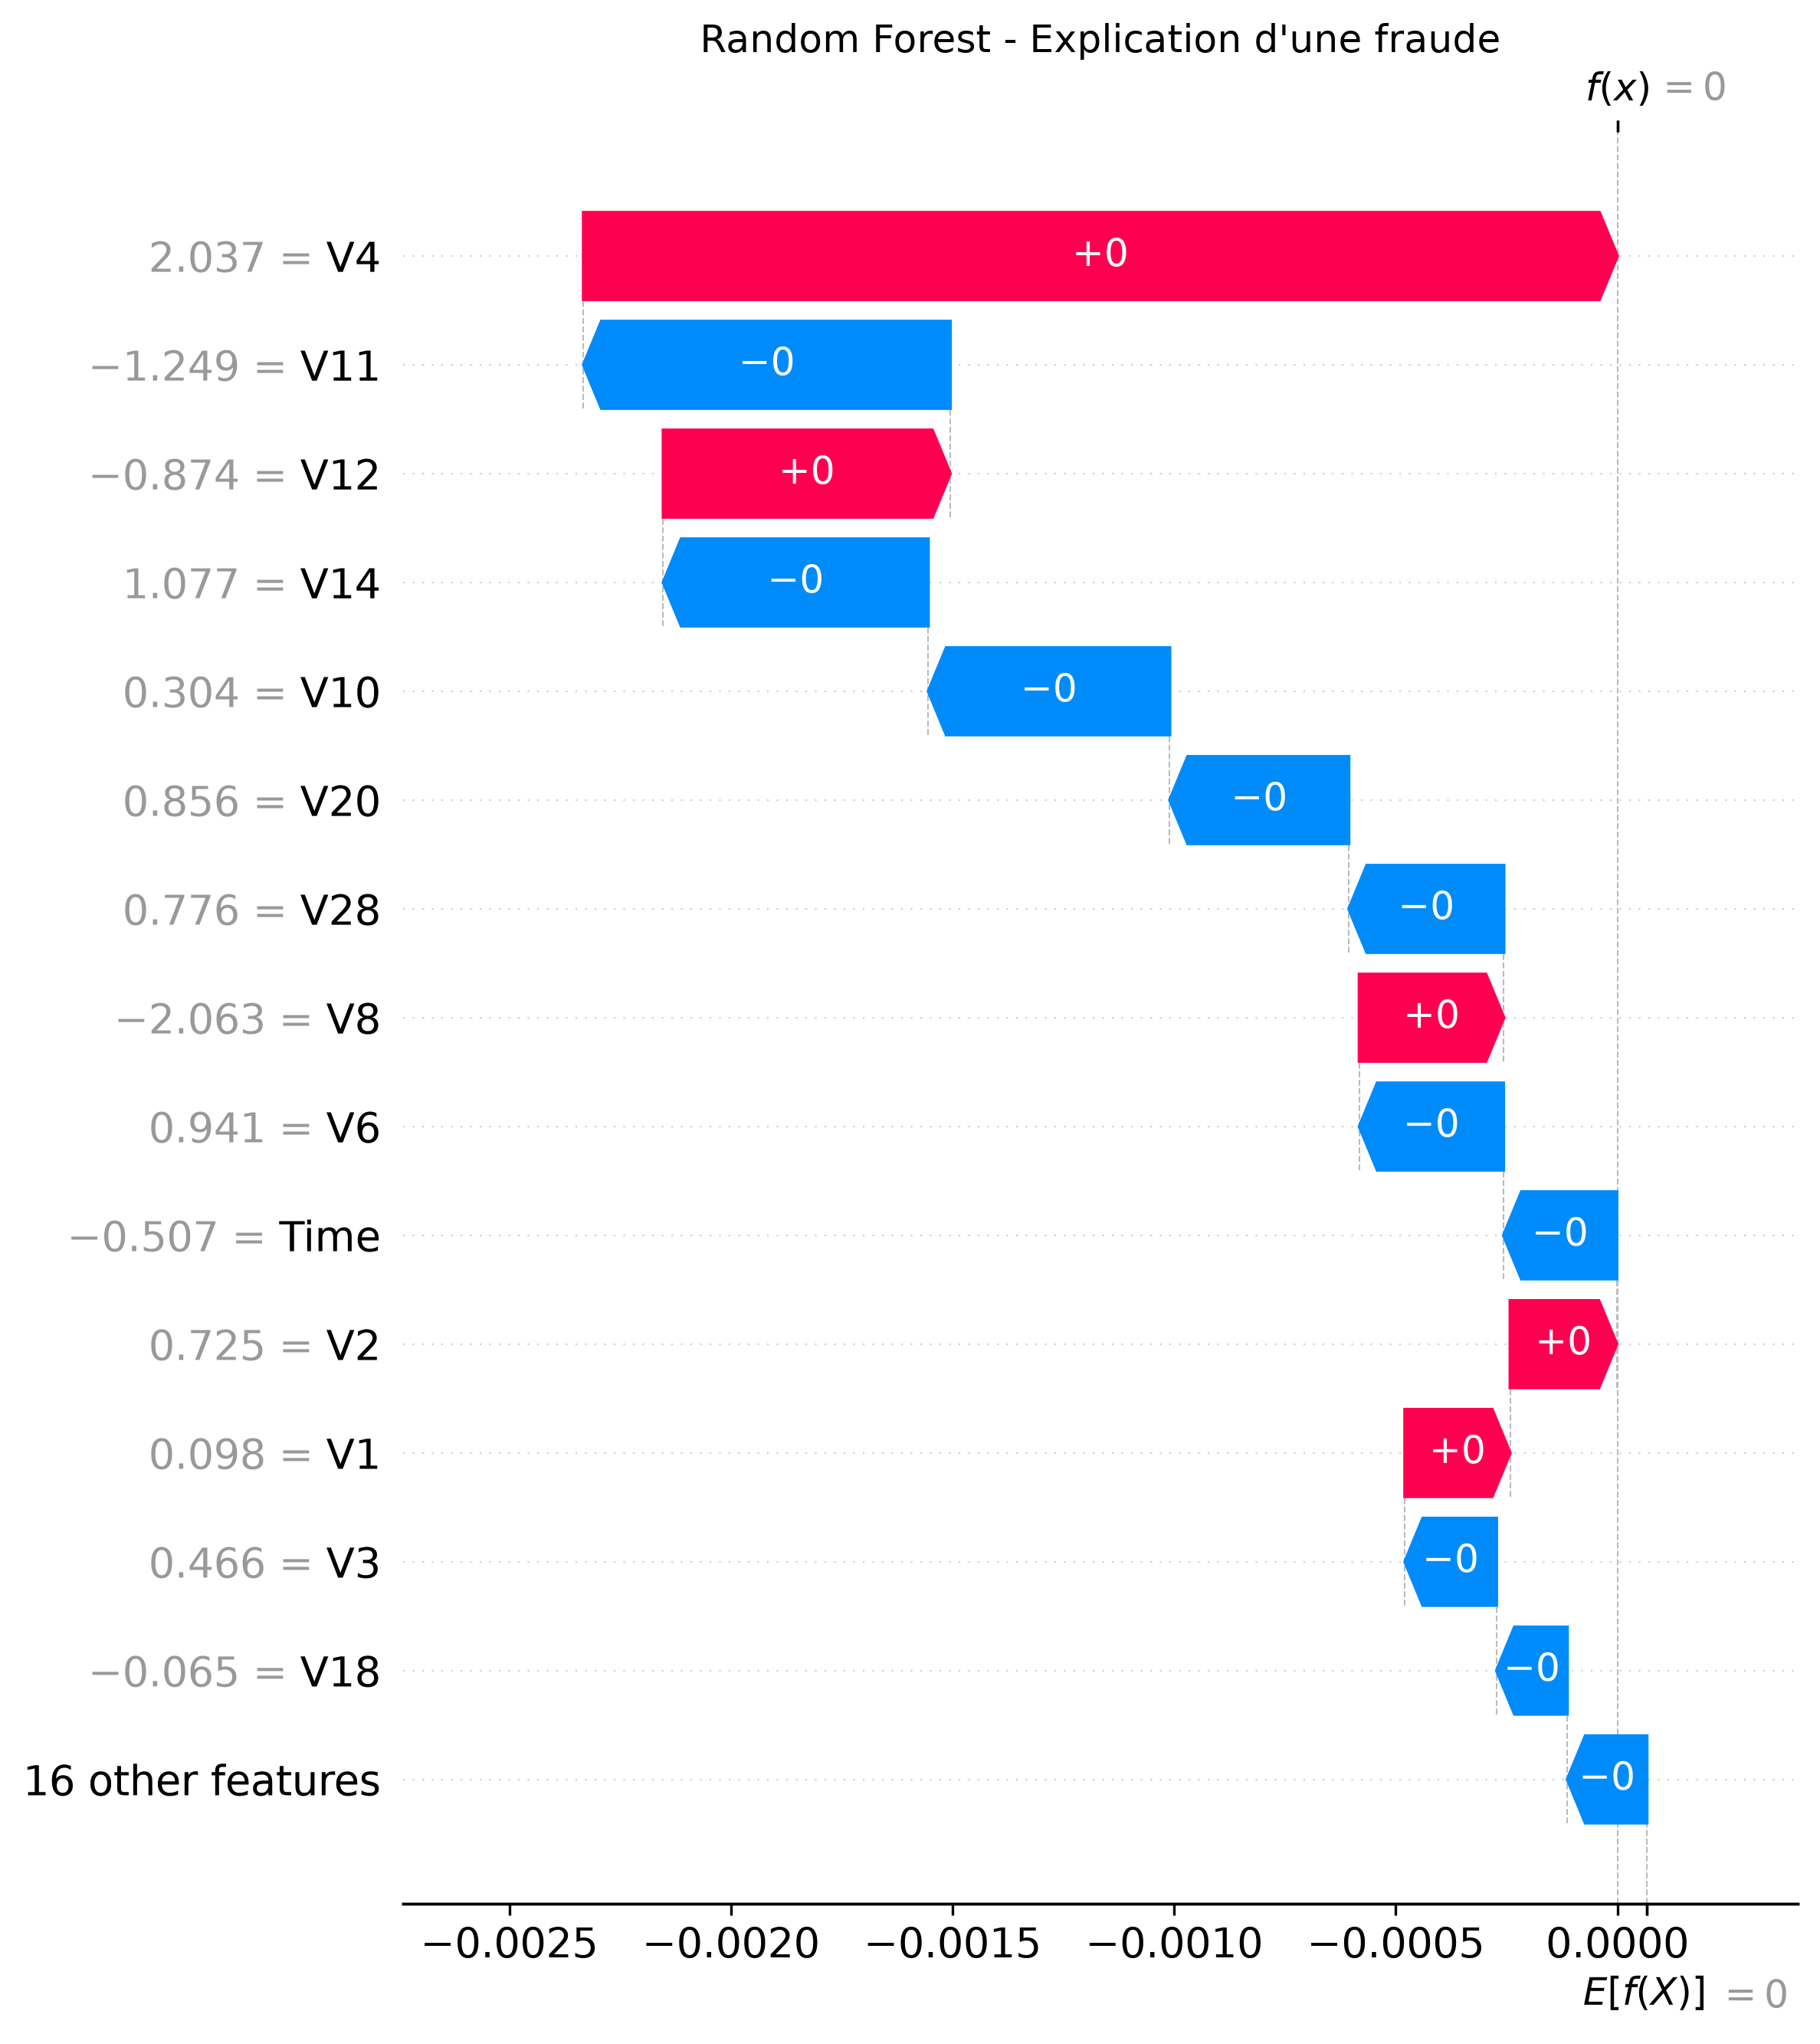 Random Forest - Explication d'une fraude
f(x) = 0
2.037 = V4
+0
−1.249 = V11
−0
−0.874 = V12
+0
1.077 = V14
−0
0.304 = V10
−0
0.856 = V20
−0
0.776 = V28
−0
−2.063 = V8
+0
0.941 = V6
−0
−0.507 = Time
−0
0.725 = V2
+0
0.098 = V1
+0
0.466 = V3
−0
−0.065 = V18
−0
16 other features
−0
−0.0025 −0.0020 −0.0015 −0.0010 −0.0005 0.0000
E[f(X)] = 0